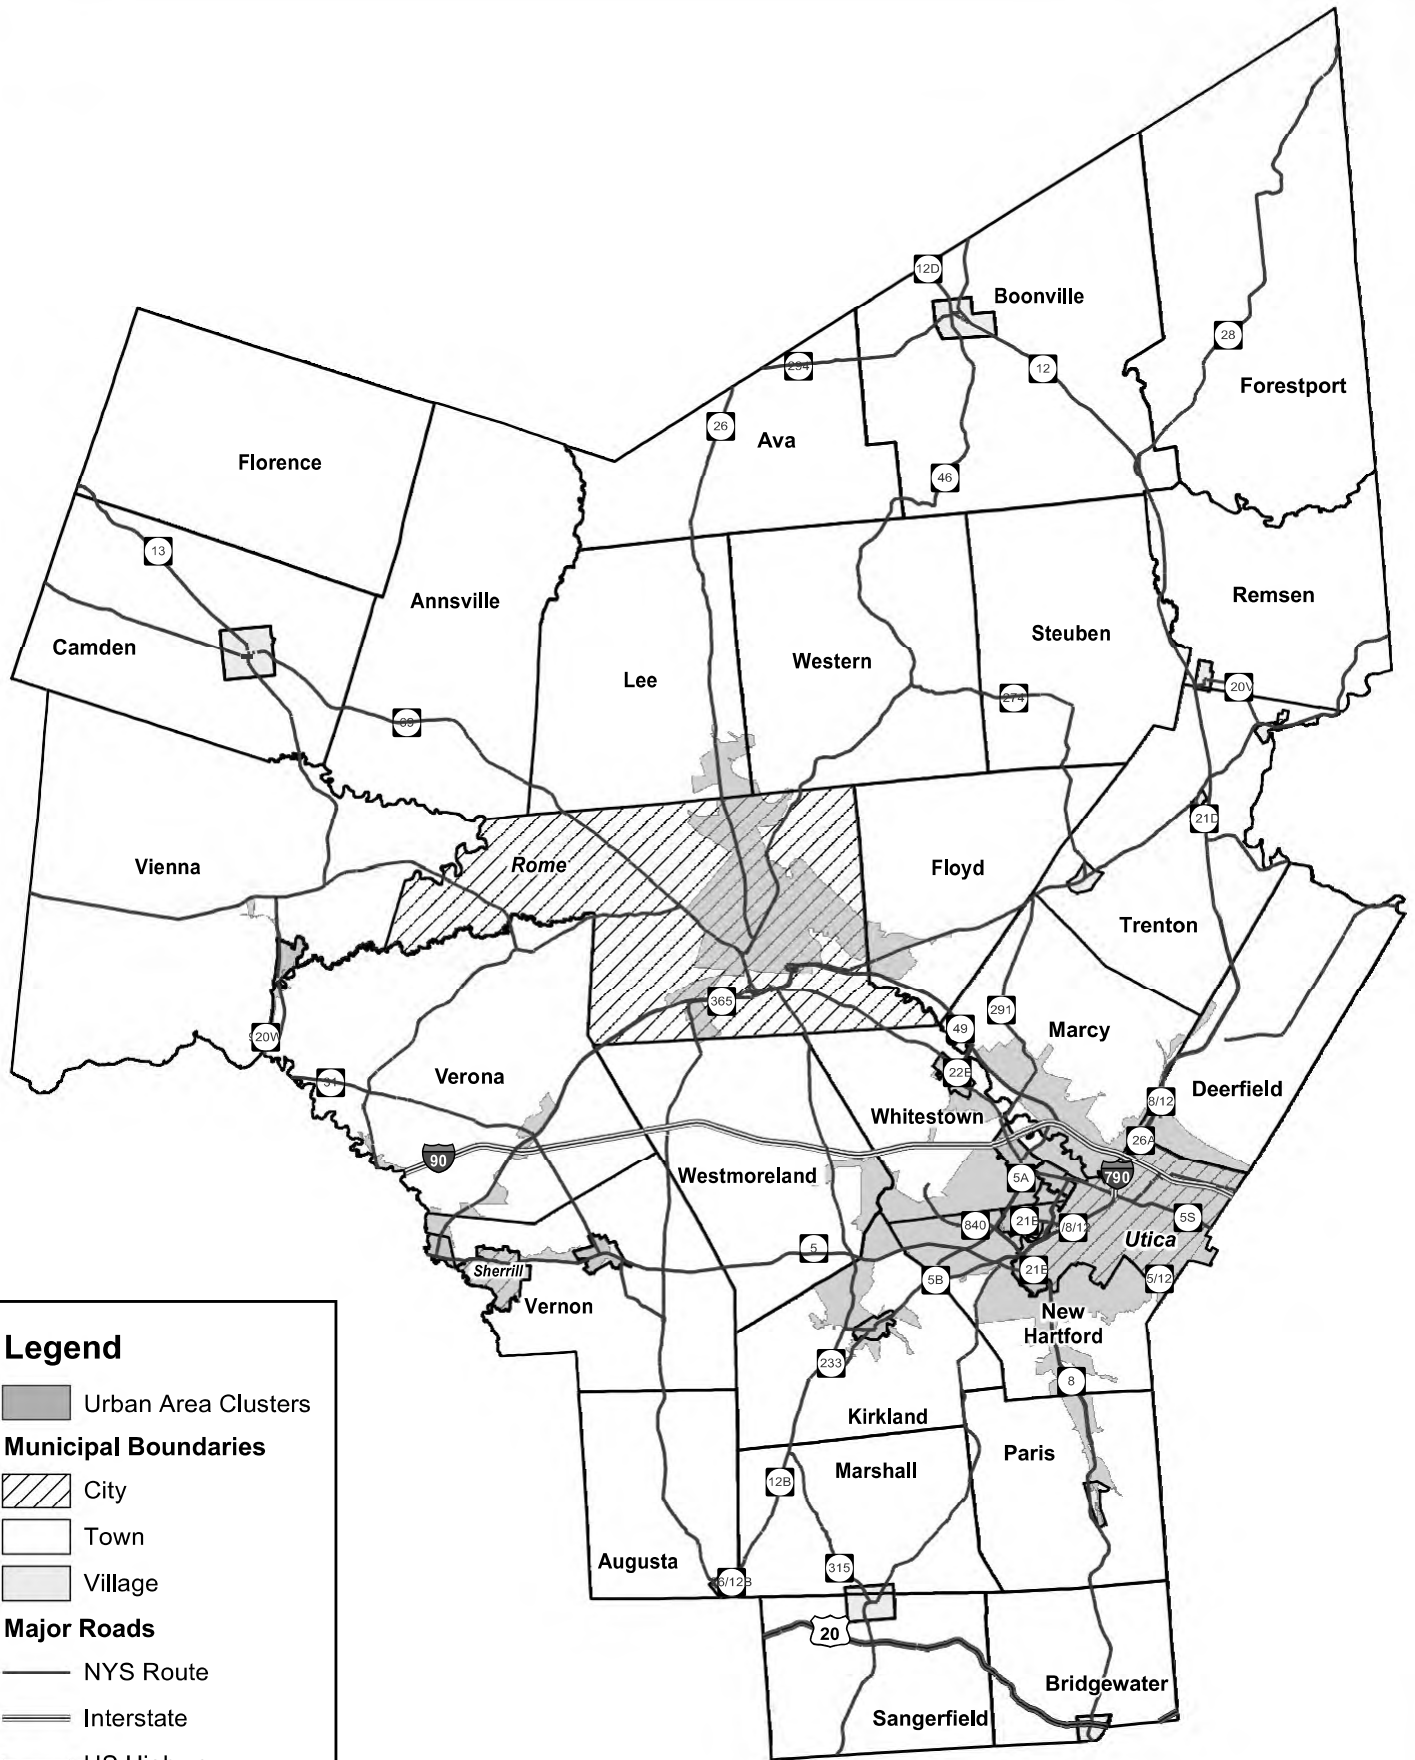 12D
Boonville
28
294
12
Forestport
26
Ava
Florence
46
13
Annsville
Remsen
Camden
Steuben
Western
Lee
274
69
21D
Vienna
Rome
Floyd
Trenton
365
291
49
Marcy
Verona
31
22B
Deerfield
8/12
Whitestown
26A
90
Westmoreland
5A
790
840
5S
Utica
5
Sherrill
5B
5/12
Vernon
New
Hartford
233
8
Kirkland
Paris
Marshall
12B
Augusta
315
20
Bridgewater
Sangerfield
Legend
Urban Area Clusters
Municipal Boundaries
City
Town
Village
Major Roads
NYS Route
Interstate